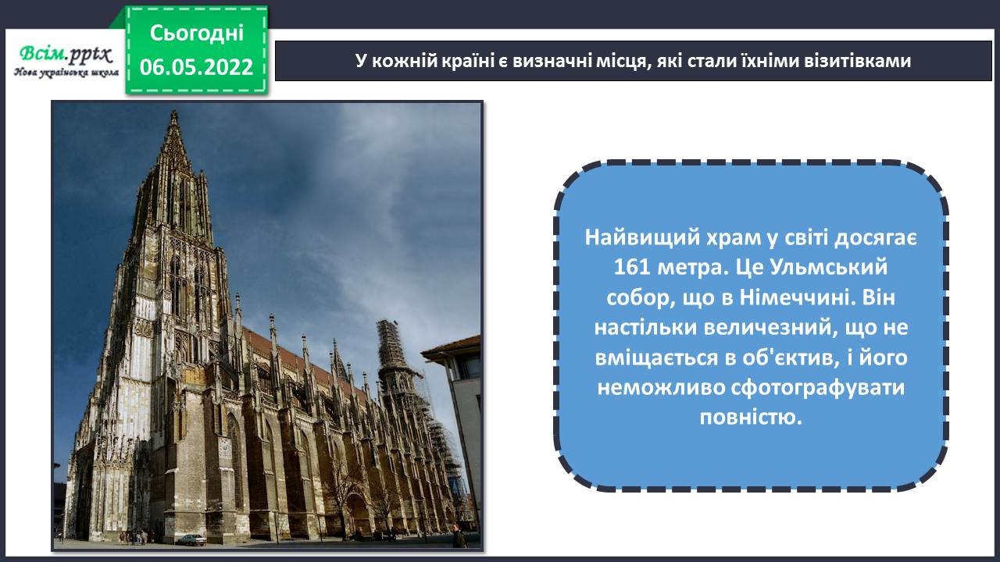 Сьогодні
06.05.2022
Всім.pptx
Нова українська школа
У кожній країні є визначні місця, які стали їхніми візитівками
Найвищий храм у світі досягає
161 метра. Це Ульмський
собор, що в Німеччині. Він
настільки величезний, що не
вміщається в об'єктив, і його
неможливо сфотографувати
повністю.